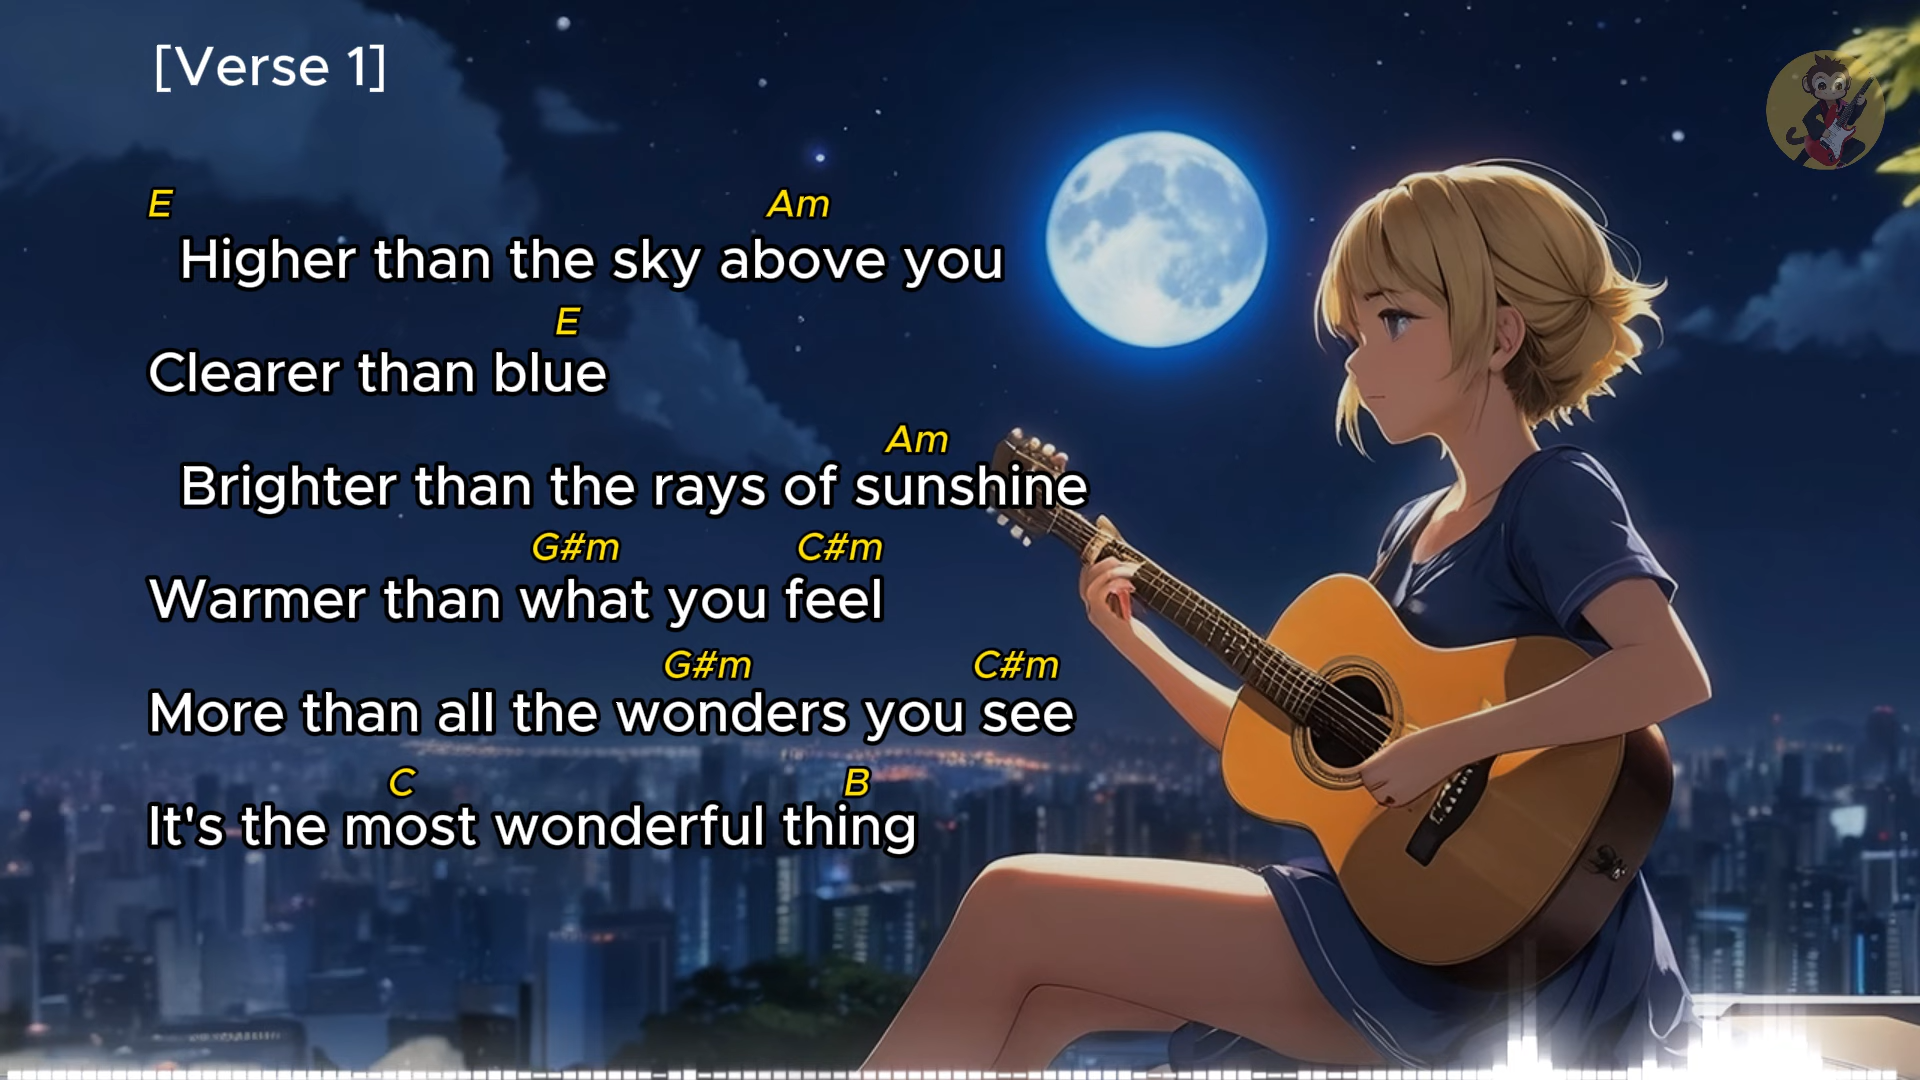 [Verse 1]
E Am
Higher than the sky above you
E
Clearer than blue
Am
Brighter than the rays of sunshine
G#m C#m
Warmer than what you feel
G#m C#m
More than all the wonders you see
C B
It's the most wonderful thing